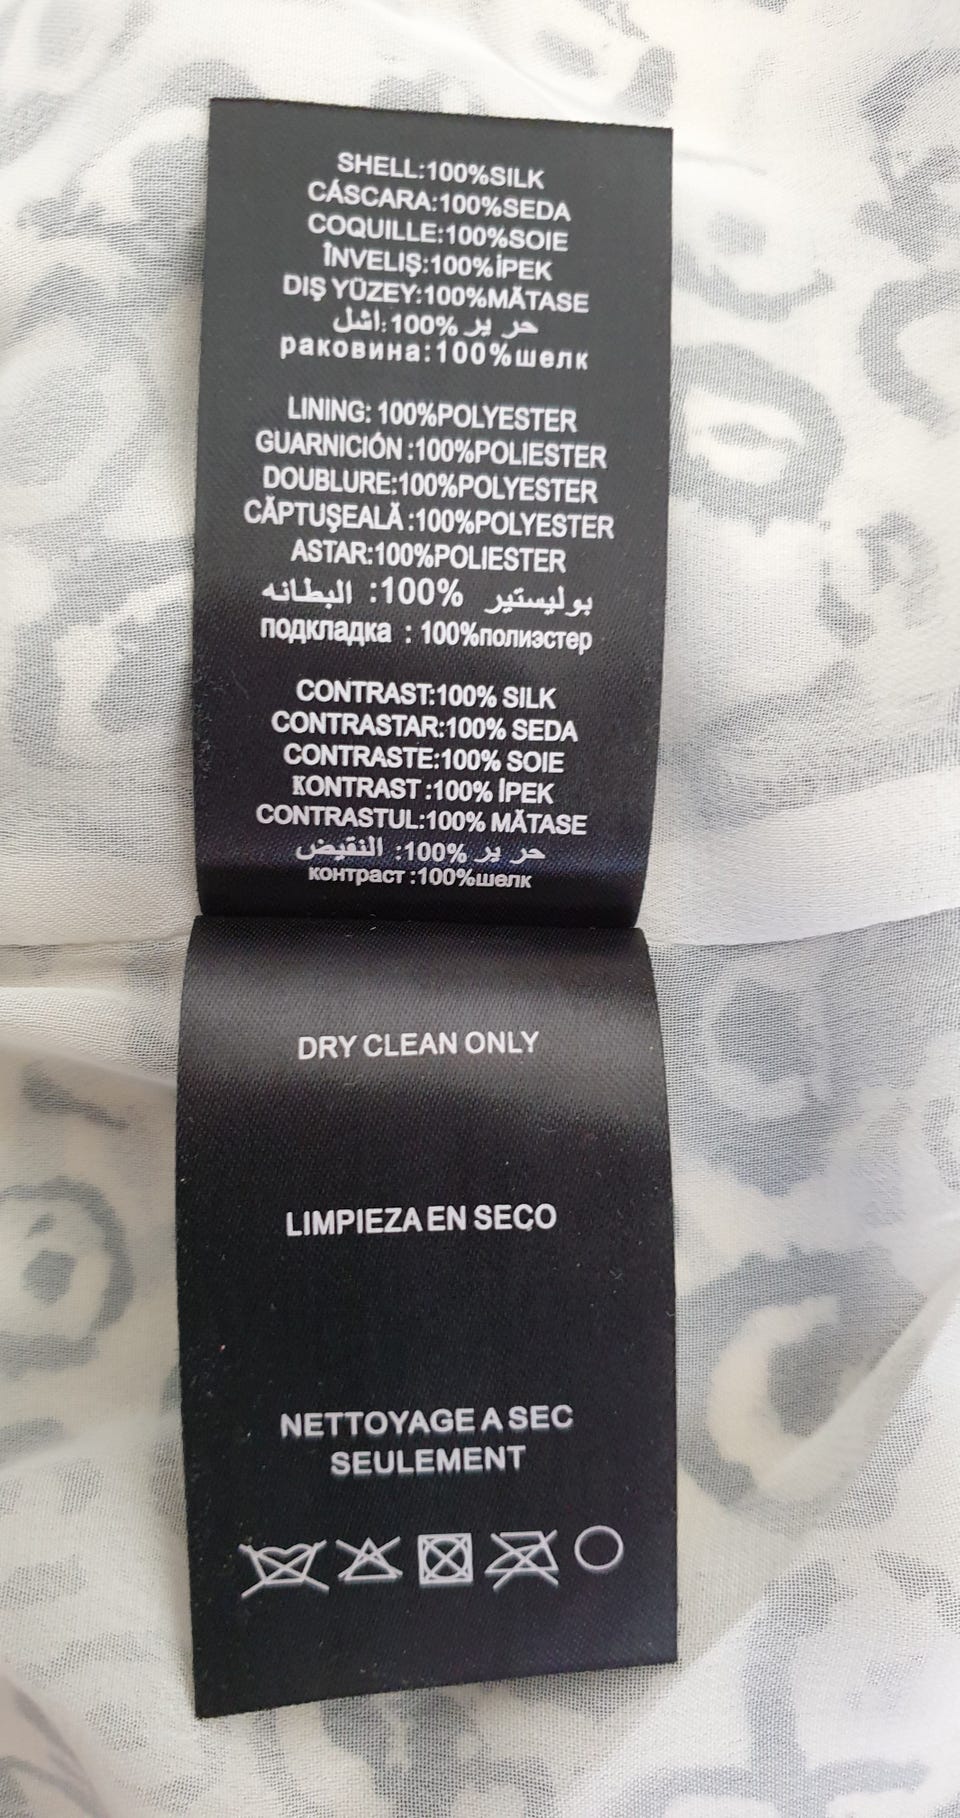 SHELL:100%SILK
CÁSCARA:100%SEDA
COQUILLE:100%SOIE
ÎNVELIŞ:100%İPEK
DIŞ YÜZEY:100%MĂTASE
حر ير %100:اشل
раковина:100%шелк
LINING: 100%POLYESTER
GUARNICIÓN :100%POLIESTER
DOUBLURE:100%POLYESTER
CĂPTUŞEALĂ :100%POLYESTER
ASTAR:100%POLIESTER
بوليستير %100: البطانه
подкладка : 100%полиэстер
CONTRAST:100% SILK
CONTRASTAR:100% SEDA
CONTRASTE:100% SOIE
KONTRAST :100% İPEK
CONTRASTUL:100% MĂTASE
حر ير %100: النقيض
контраст :100%шелк
DRY CLEAN ONLY
LIMPIEZA EN SECO
NETTOYAGE A SEC
SEULEMENT